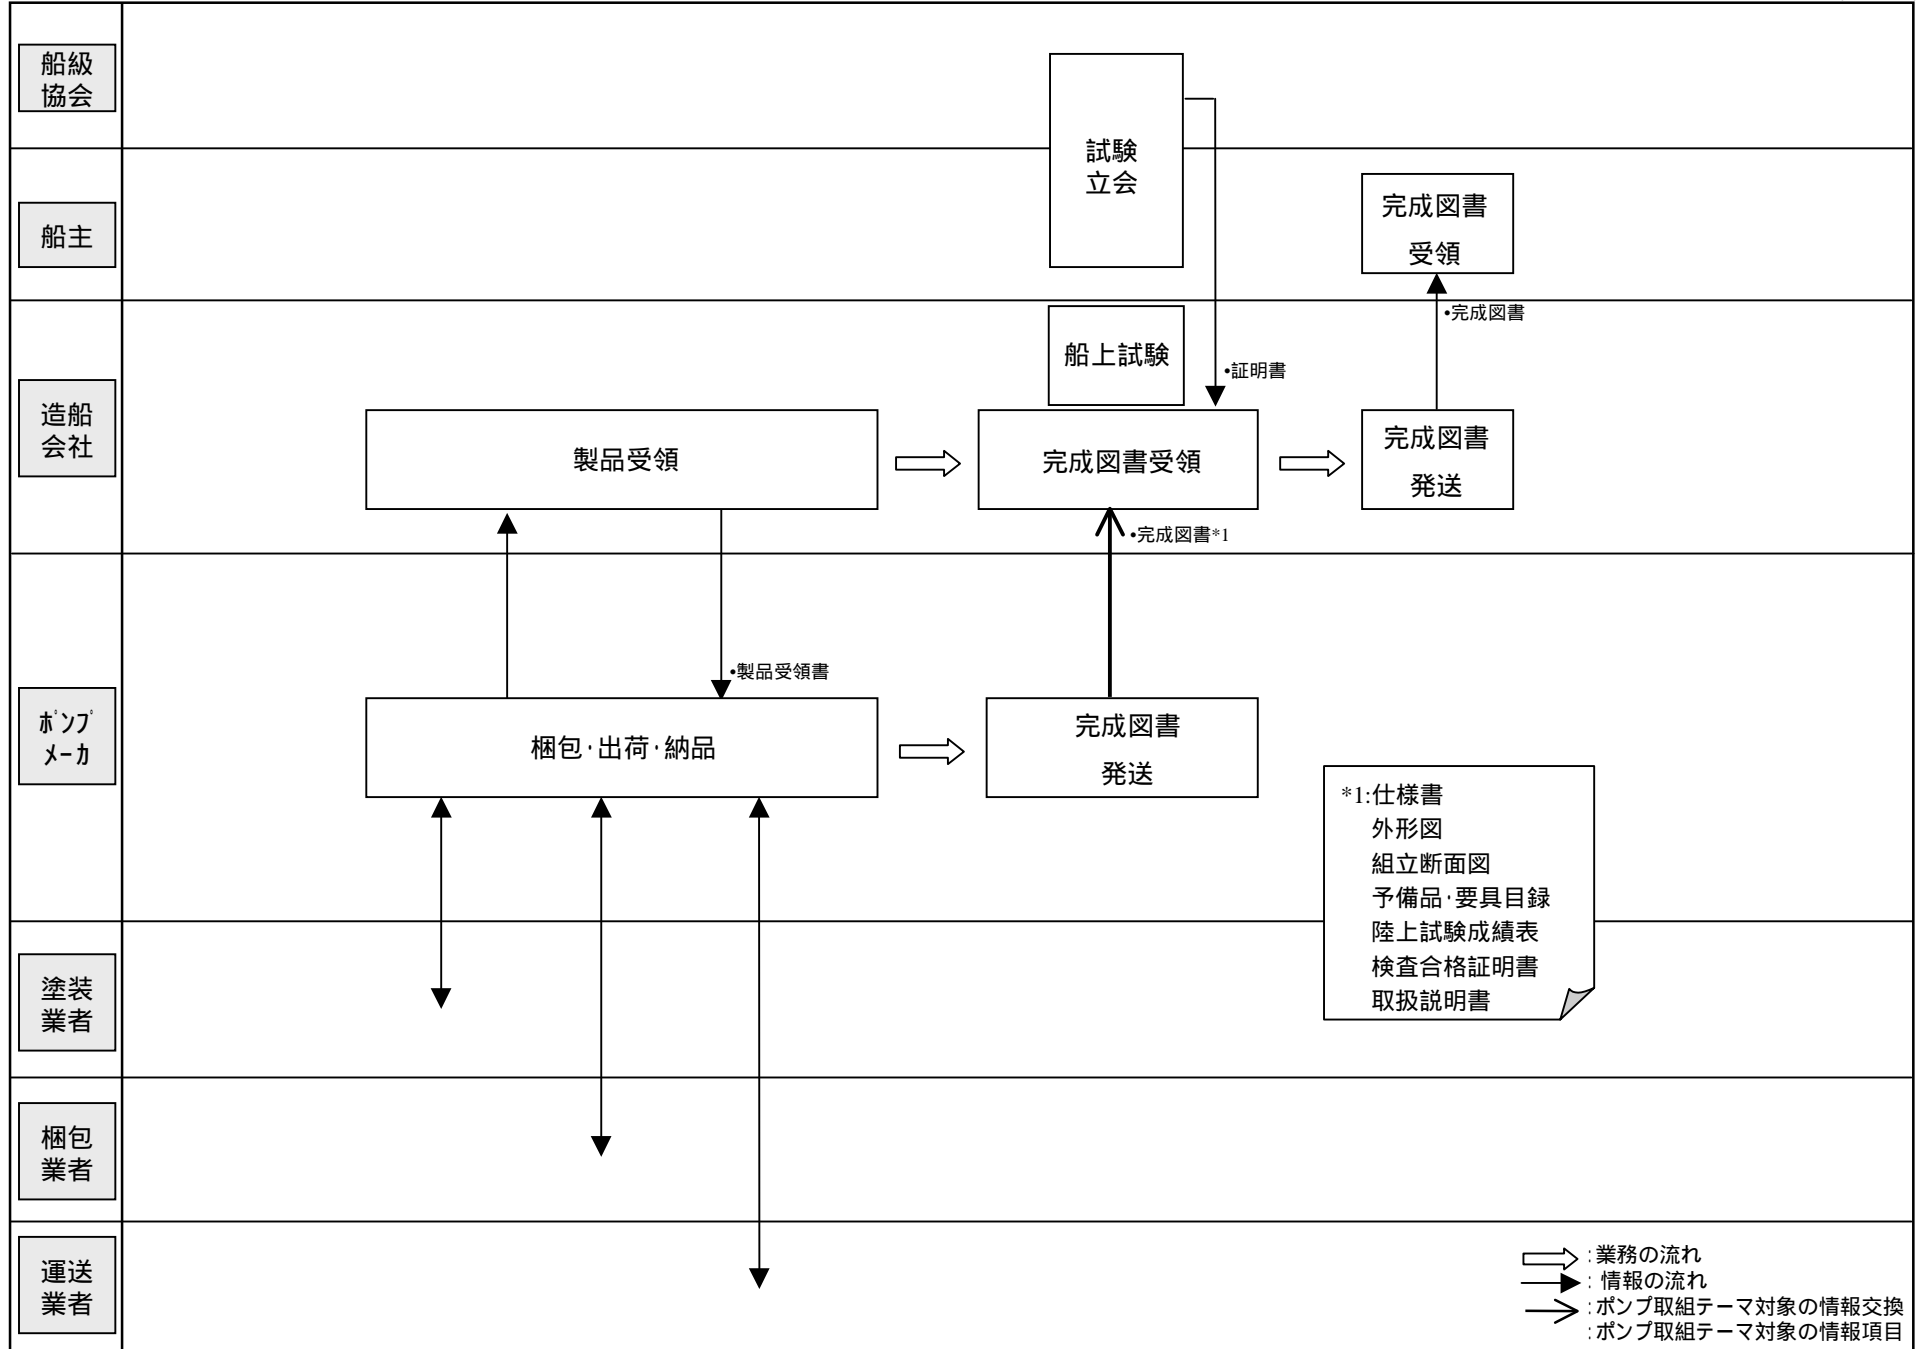 船級
協会
試験
立会
船主
完成図書
受領
•完成図書
船上試験
•証明書
造船
会社
製品受領
完成図書受領
完成図書
発送
•完成図書*1
•製品受領書
ﾎﾟﾝﾌﾟ
ﾒｰｶ
梱包･出荷･納品
完成図書
発送
*1:仕様書
外形図
組立断面図
予備品･要具目録
陸上試験成績表
検査合格証明書
取扱説明書
塗装
業者
梱包
業者
運送
業者
:業務の流れ
: 情報の流れ
:ポンプ取組テーマ対象の情報交換
:ポンプ取組テーマ対象の情報項目